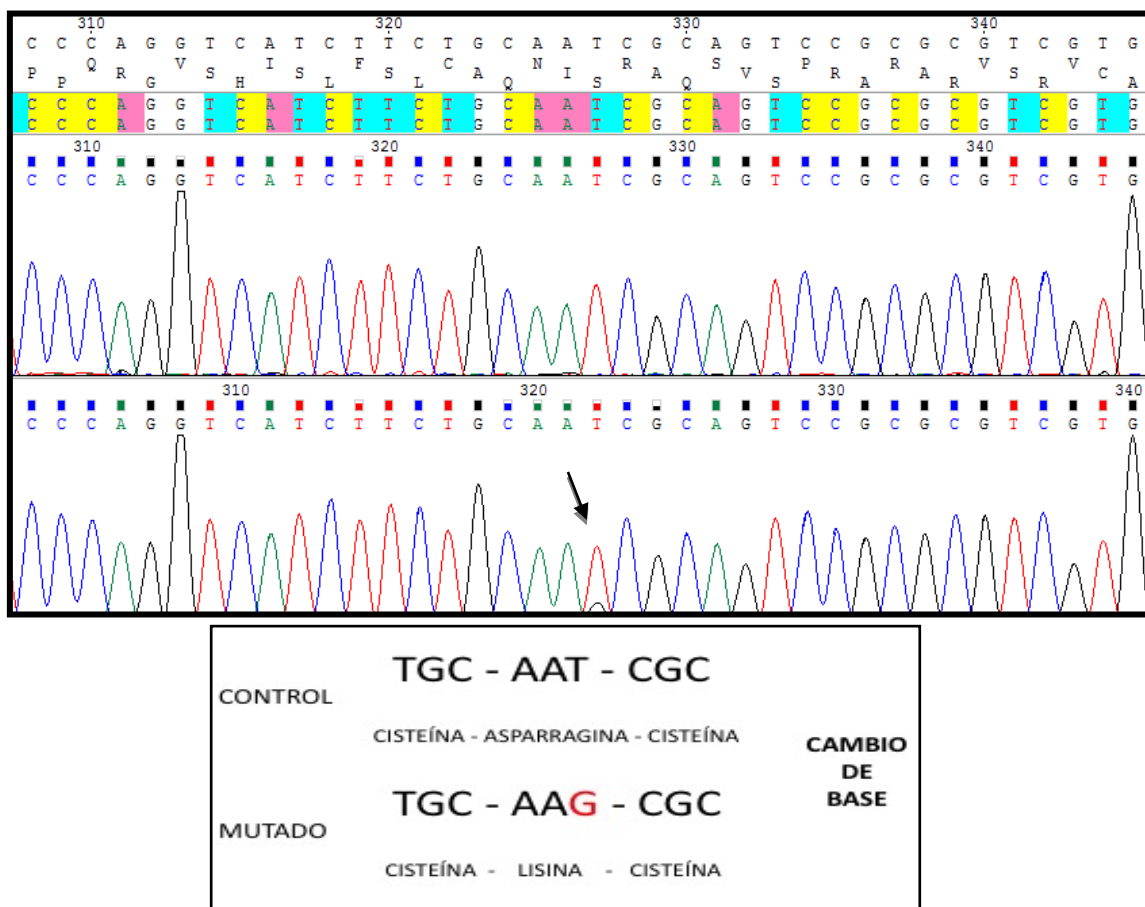 310 320 330 340
C C C A G G T C A T C T T C T G C A A T C G C A G T C C G C G C G T C G T G
Q V I F C N R S P R V V
P R S S S A I A V R A S C
P G H L L Q S Q S A R R A
C C C A G G T C A T C T T C T G C A A T C G C A G T C C G C G C G T C G T G
C C C A G G T C A T C T T C T G C A A T C G C A G T C C G C G C G T C G T G
310 320 330 340
C C C A G G T C A T C T T C T G C A A T C G C A G T C C G C G C G T C G T G
310 320 330 340
C C C A G G T C A T C T T C T G C A A T C G C A G T C C G C G C G T C G T G
TGC - AAT - CGC
CONTROL
CISTEÍNA - ASPARRAGINA - CISTEÍNA
CAMBIO
DE
BASE
TGC - AAG - CGC
MUTADO
CISTEÍNA - LISINA - CISTEÍNA